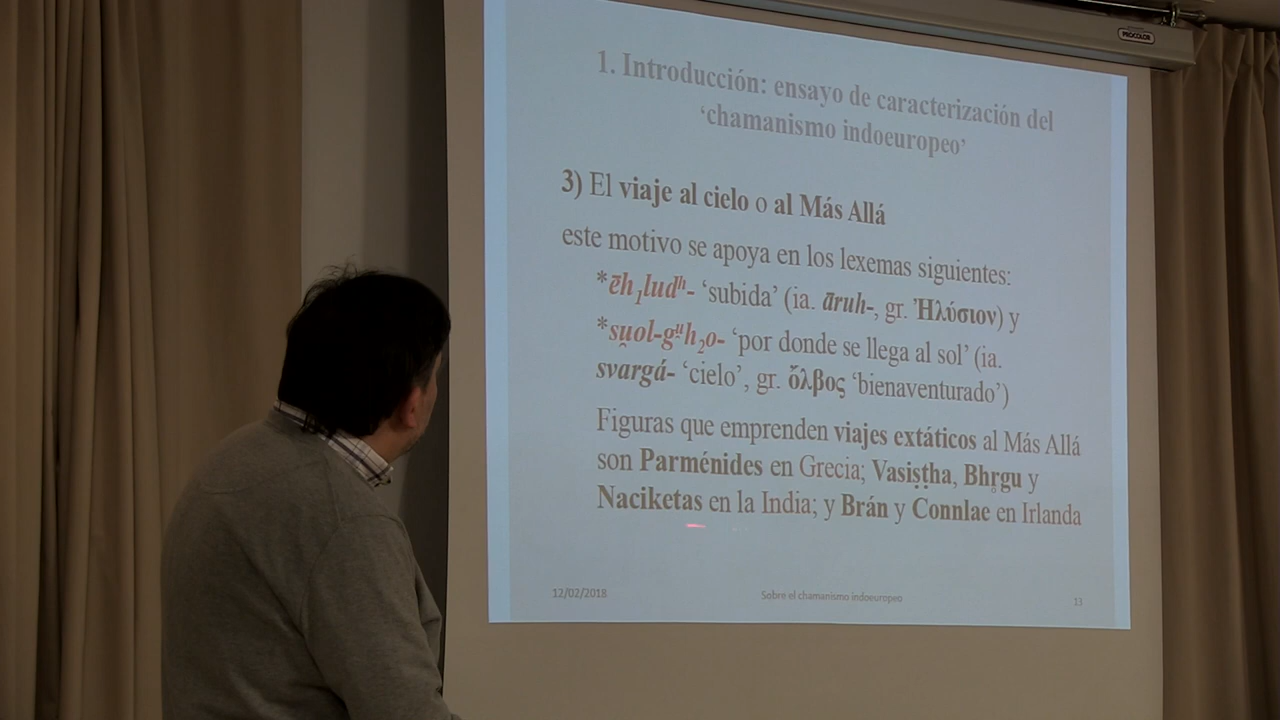 PROCOLOR
1. Introducción: ensayo de caracterización del
‘chamanismo indoeuropeo’
3) El viaje al cielo o al Más Allá
este motivo se apoya en los lexemas siguientes:
*ēh₁ludʰ- ‘subida’ (ia. āruh-, gr. Ἠλύσιον) y
*su̯ol-gᵘ̯h₂o- ‘por donde se llega al sol’ (ia.
svargá- ‘cielo’, gr. ὄλβος ‘bienaventurado’)
Figuras que emprenden viajes extáticos al Más Allá
son Parménides en Grecia; Vasiṣṭha, Bhr̥gu y
Naciketas en la India; y Brán y Connlae en Irlanda
12/02/2018 Sobre el chamanismo indoeuropeo 13